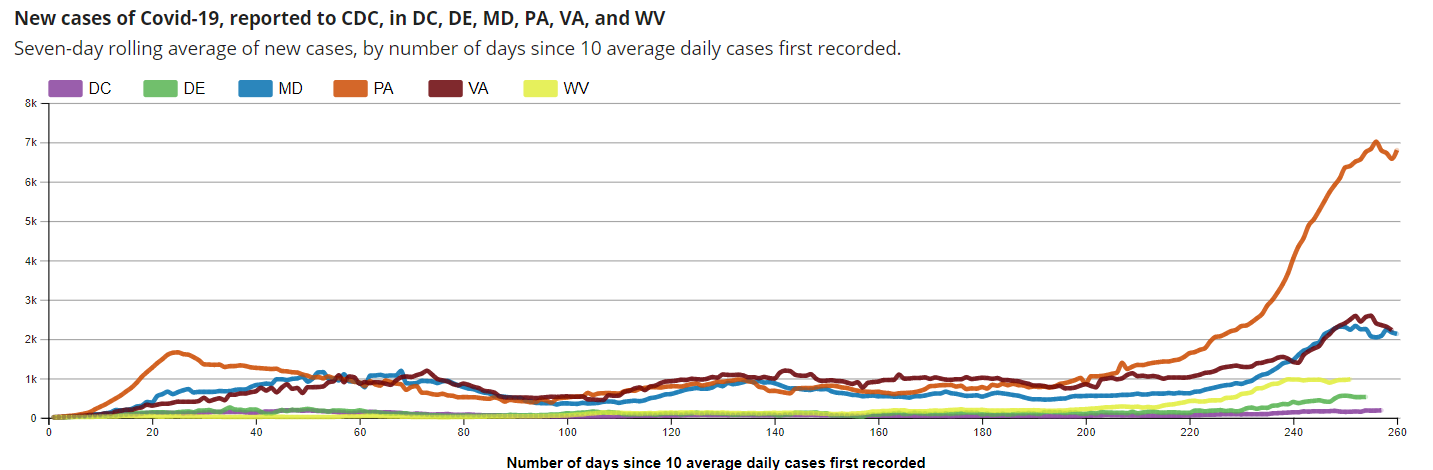 New cases of Covid-19, reported to CDC, in DC, DE, MD, PA, VA, and WV
Seven-day rolling average of new cases, by number of days since 10 average daily cases first recorded.
DC DE MD PA VA WV
8k
7k
6k
5k
4k
3k
2k
1k
0
0 20 40 60 80 100 120 140 160 180 200 220 240 260
Number of days since 10 average daily cases first recorded